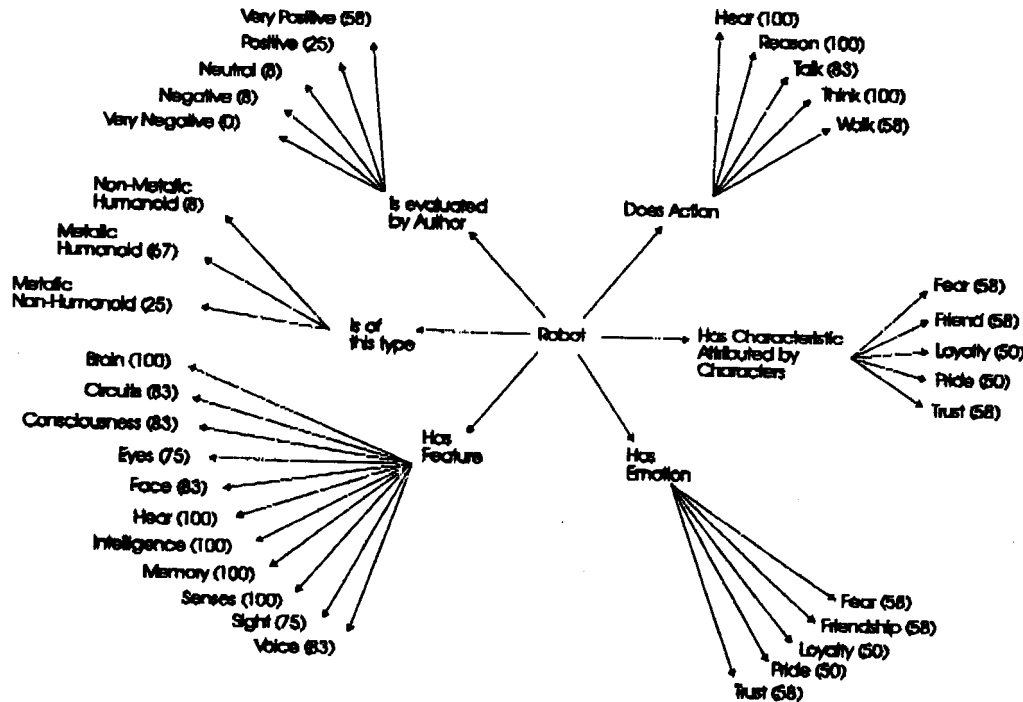 Very Positive (58)
Positive (25)
Neutral (8)
Negative (8)
Very Negative (0)
Is evaluated
by Author
Hear (100)
Reason (100)
Talk (83)
Think (100)
Walk (58)
Does Action
Non-Metallic
Humanoid (8)
Metallic
Humanoid (67)
Metallic
Non-Humanoid (25)
Is of
this type
Robot
Has Characteristic
Attributed by
Characters
Fear (58)
Friend (58)
Loyalty (50)
Pride (50)
Trust (58)
Brain (100)
Circuits (83)
Consciousness (83)
Eyes (75)
Face (83)
Hear (100)
Intelligence (100)
Memory (100)
Senses (100)
Sight (75)
Voice (83)
Has
Feature
Has
Emotion
Fear (58)
Friendship (58)
Loyalty (50)
Pride (50)
Trust (58)